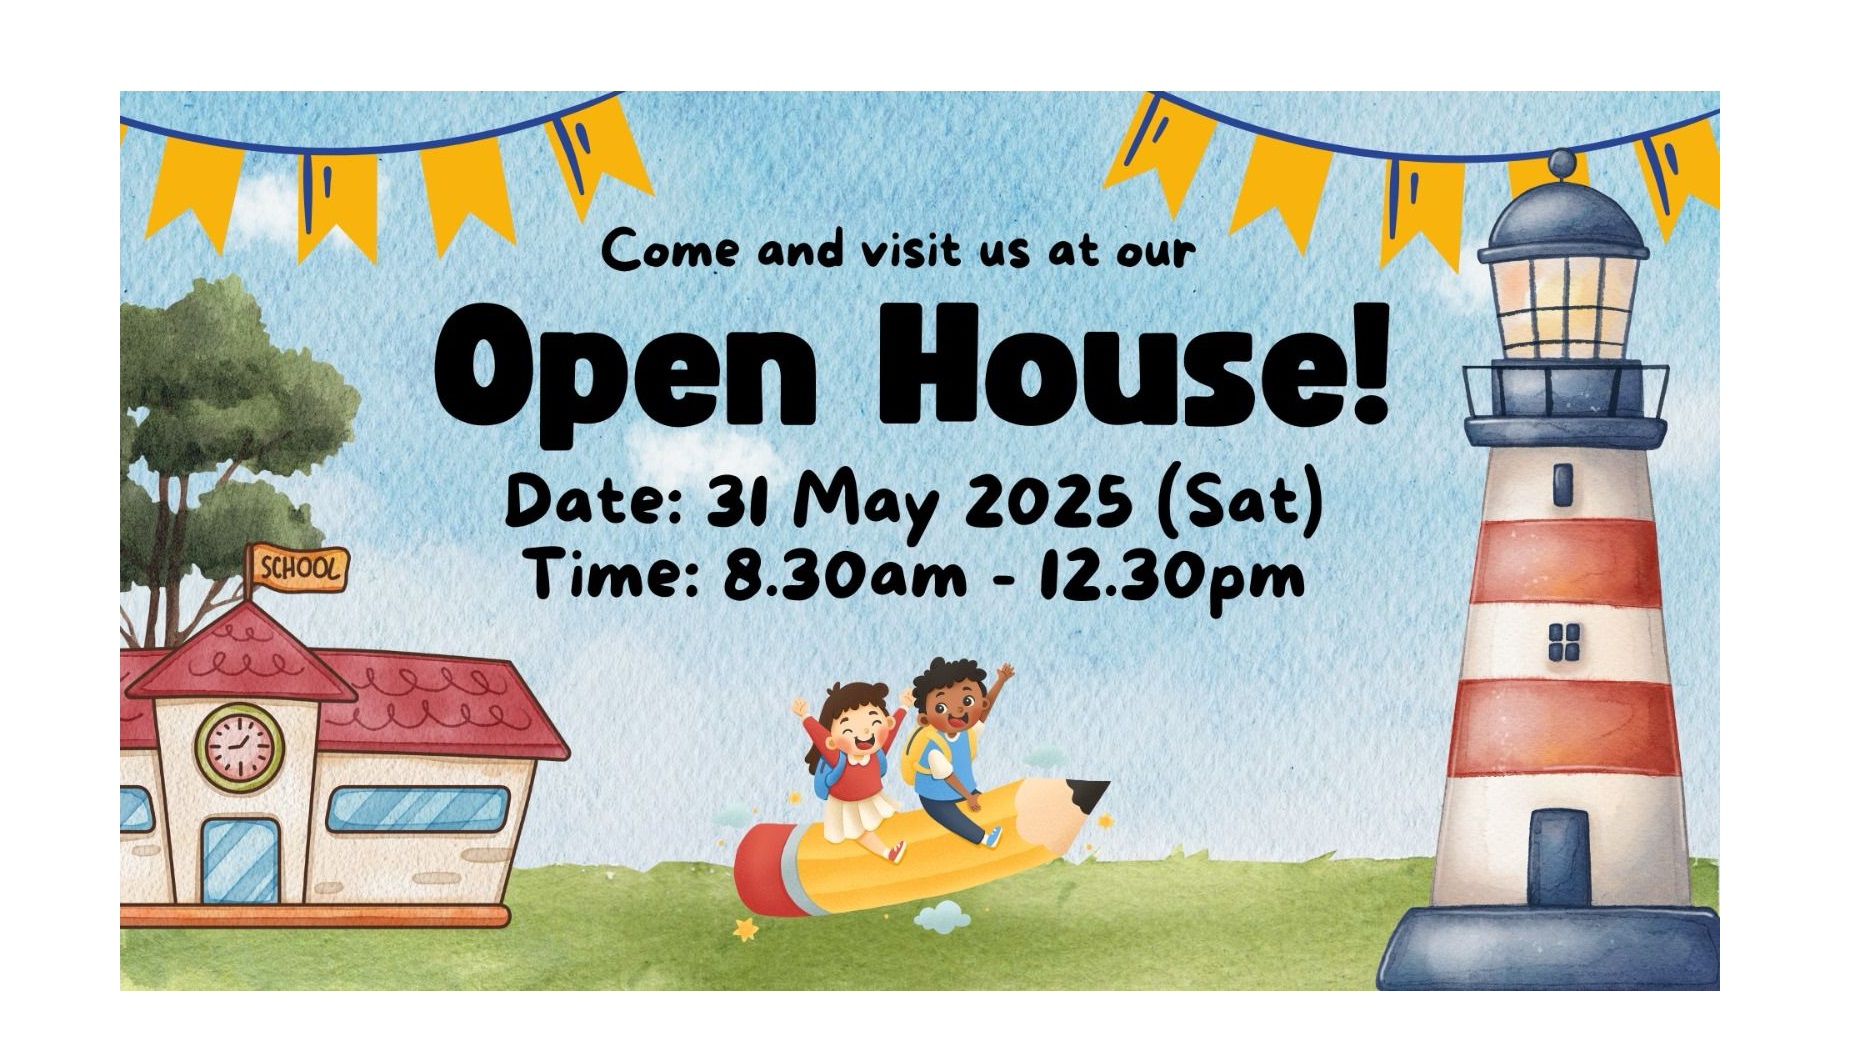 Come and visit us at our
Open House!
Date: 31 May 2025 (Sat)
Time: 8.30am - 12.30pm
SCHOOL